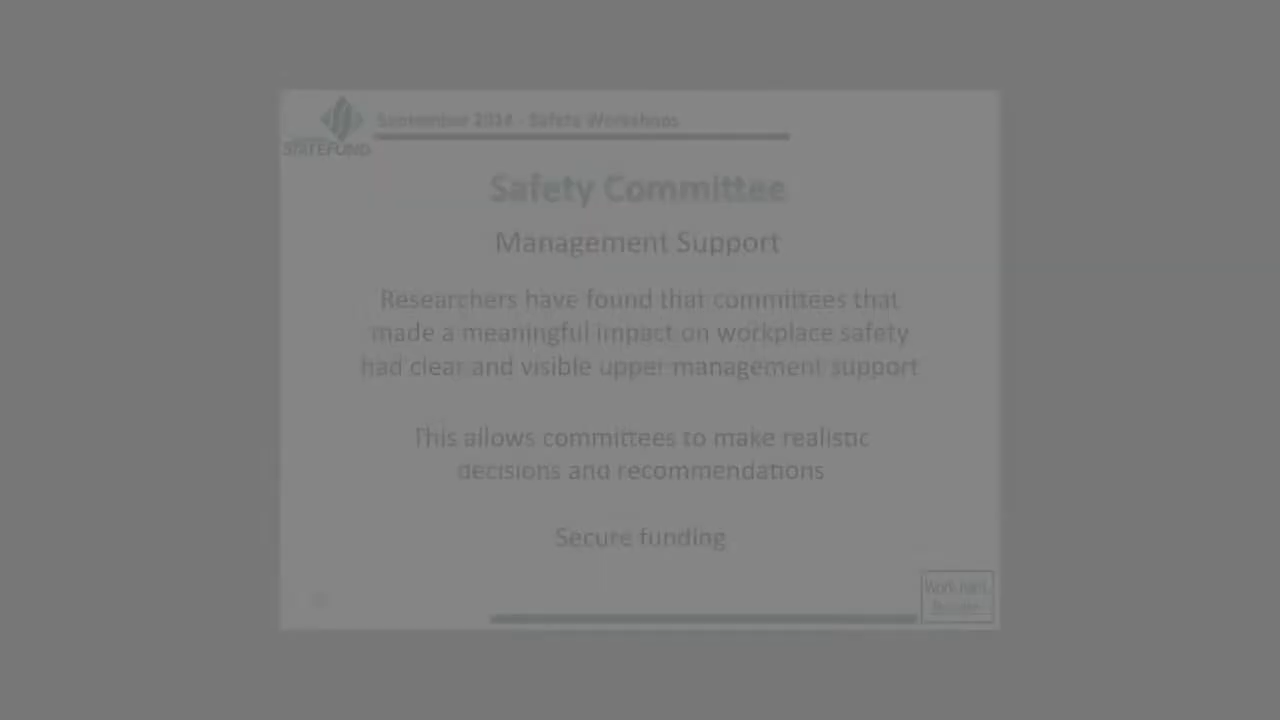 September 2014 - Safety Workshops
STATEFUND
Safety Committee
Management Support
Researchers have found that committees that
made a meaningful impact on workplace safety
had clear and visible upper management support
This allows committees to make realistic
decisions and recommendations
Secure funding